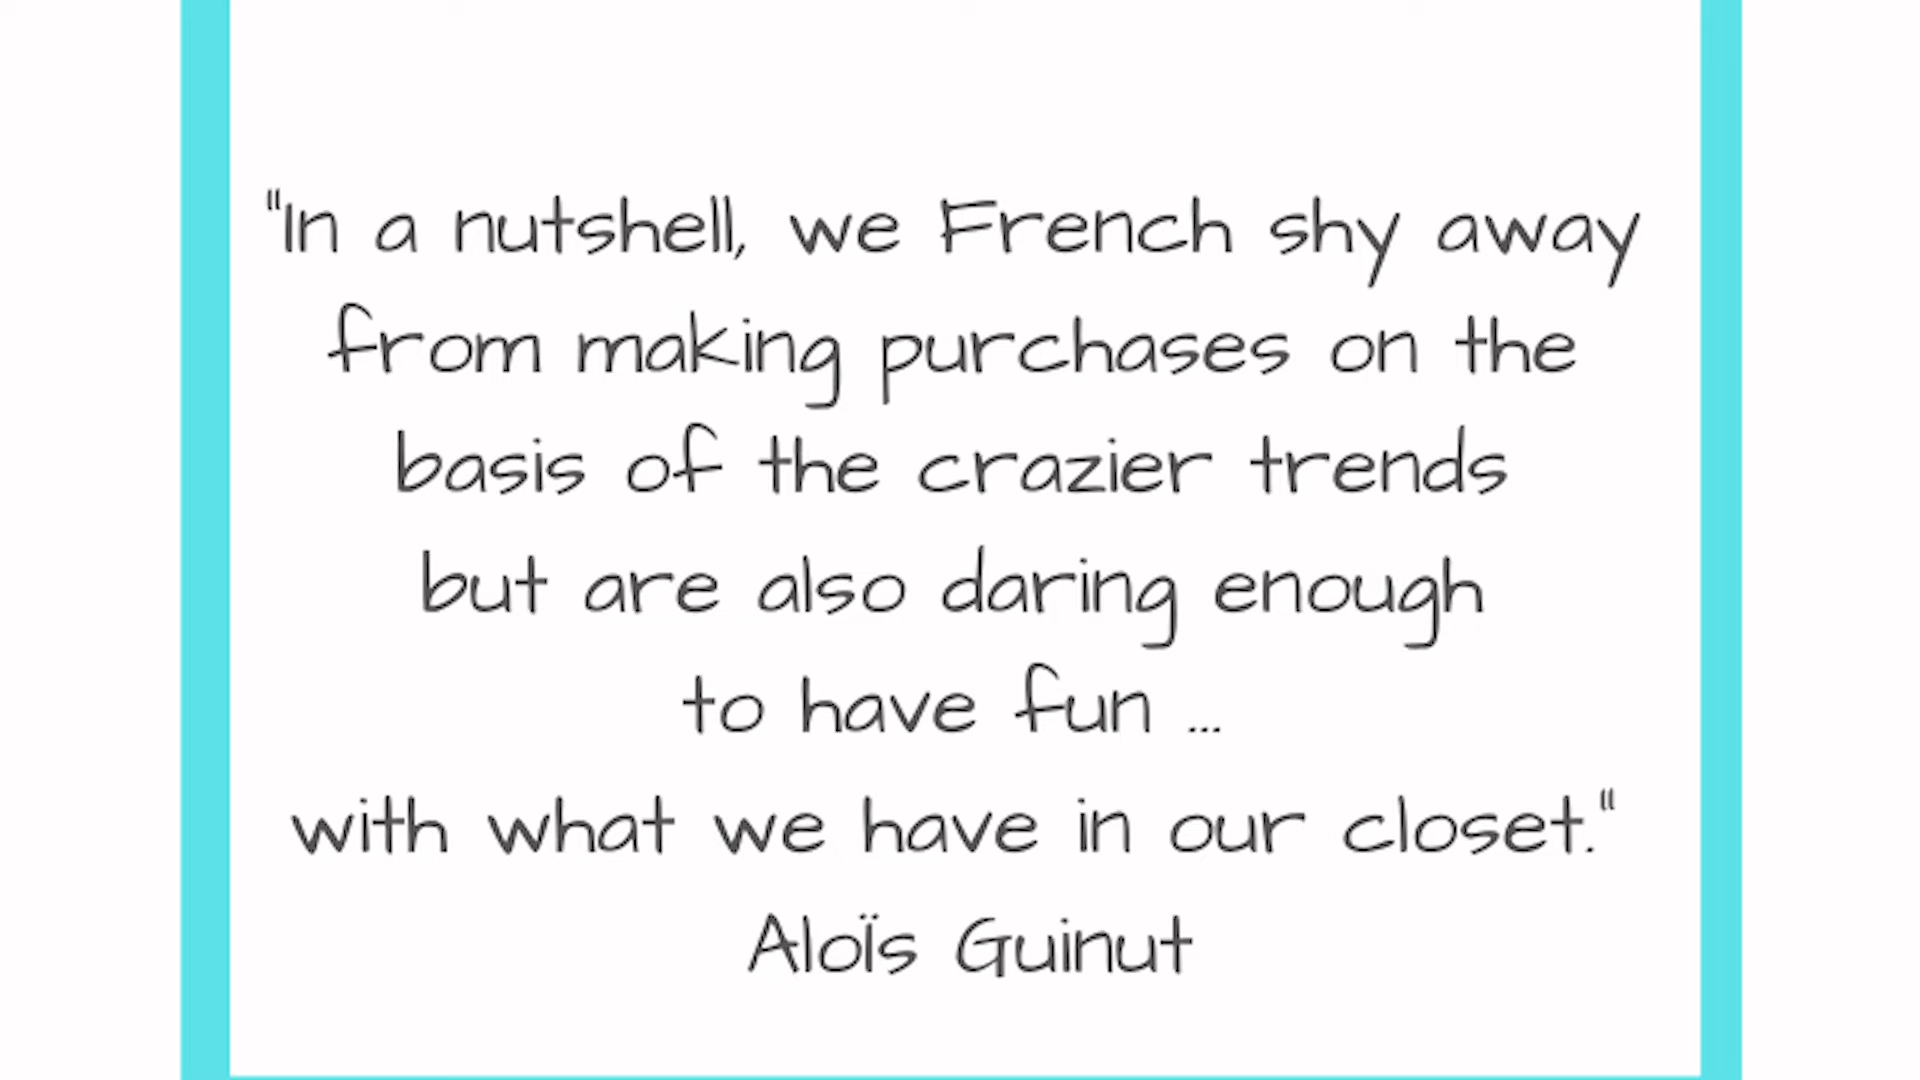 "In a nutshell, we French shy away
from making purchases on the
basis of the crazier trends
but are also daring enough
to have fun ...
with what we have in our closet."
Aloïs Guinut